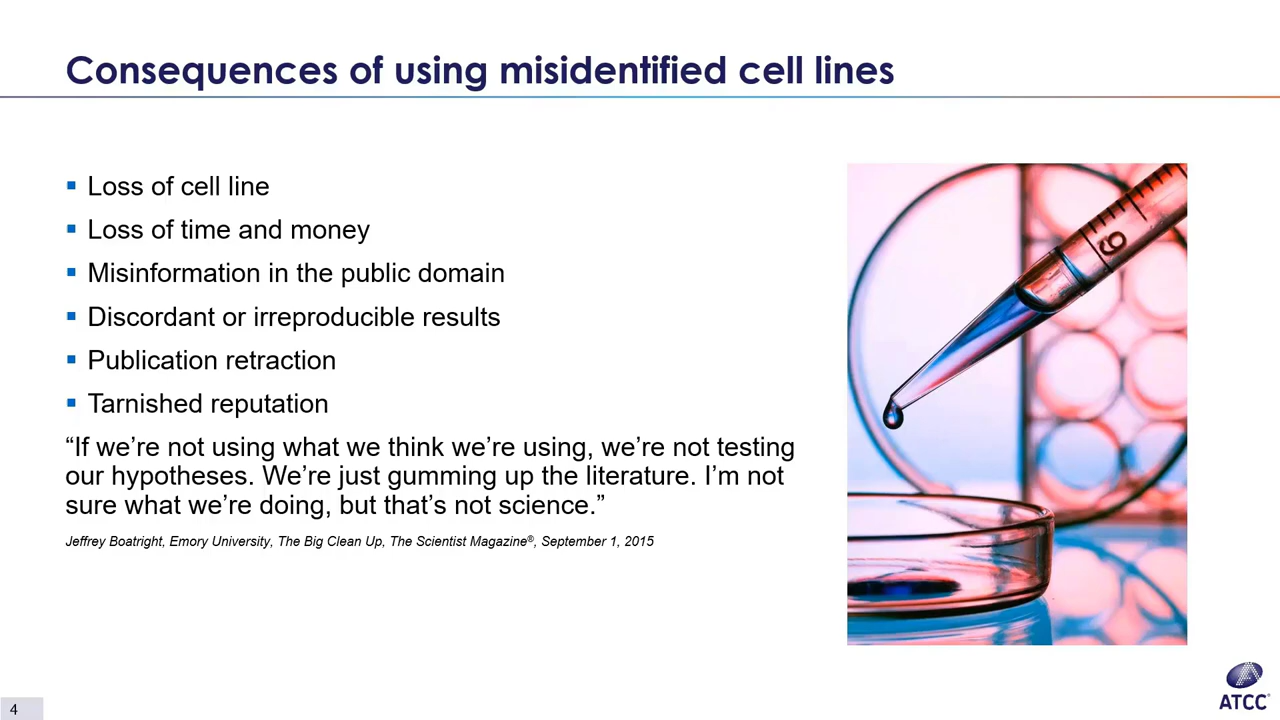 Consequences of using misidentified cell lines
▪ Loss of cell line
▪ Loss of time and money
▪ Misinformation in the public domain
▪ Discordant or irreproducible results
▪ Publication retraction
▪ Tarnished reputation
“If we’re not using what we think we’re using, we’re not testing
our hypotheses. We’re just gumming up the literature. I’m not
sure what we’re doing, but that’s not science.”
Jeffrey Boatright, Emory University, The Big Clean Up, The Scientist Magazine®, September 1, 2015
9
4
ATCC®